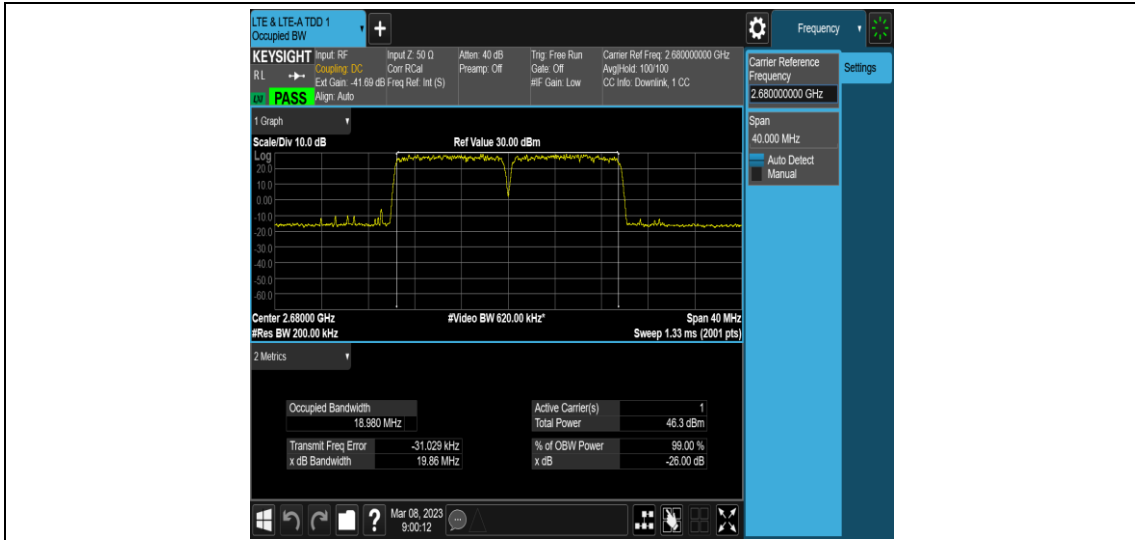 LTE & LTE-A TDD 1
Occupied BW
+
Frequency
KEYSIGHT
RL
PASS
Input: RF
Coupling: DC
Ext Gain: -41.69 dB
Align: Auto
Input Z: 50 Ω
Corr RCal
Freq Ref: Int (S)
Atten: 40 dB
Preamp: Off
Trig: Free Run
Gate: Off
#IF Gain: Low
Carrier Ref Freq: 2.680000000 GHz
Avg|Hold: 100/100
CC Info: Downlink, 1 CC
Carrier Reference
Frequency
2.680000000 GHz
Settings
Span
40.000 MHz
Auto Detect
Manual
1 Graph
Scale/Div 10.0 dB
Ref Value 30.00 dBm
Log
20.0
10.0
0.00
-10.0
-20.0
-30.0
-40.0
-50.0
-60.0
Center 2.68000 GHz
#Video BW 620.00 kHz*
Span 40 MHz
#Res BW 200.00 kHz
Sweep 1.33 ms (2001 pts)
2 Metrics
Occupied Bandwidth
18.980 MHz
Active Carrier(s) 1
Total Power 46.3 dBm
Transmit Freq Error -31.029 kHz
x dB Bandwidth 19.86 MHz
% of OBW Power 99.00 %
x dB -26.00 dB
?
Mar 08, 2023
9:00:12